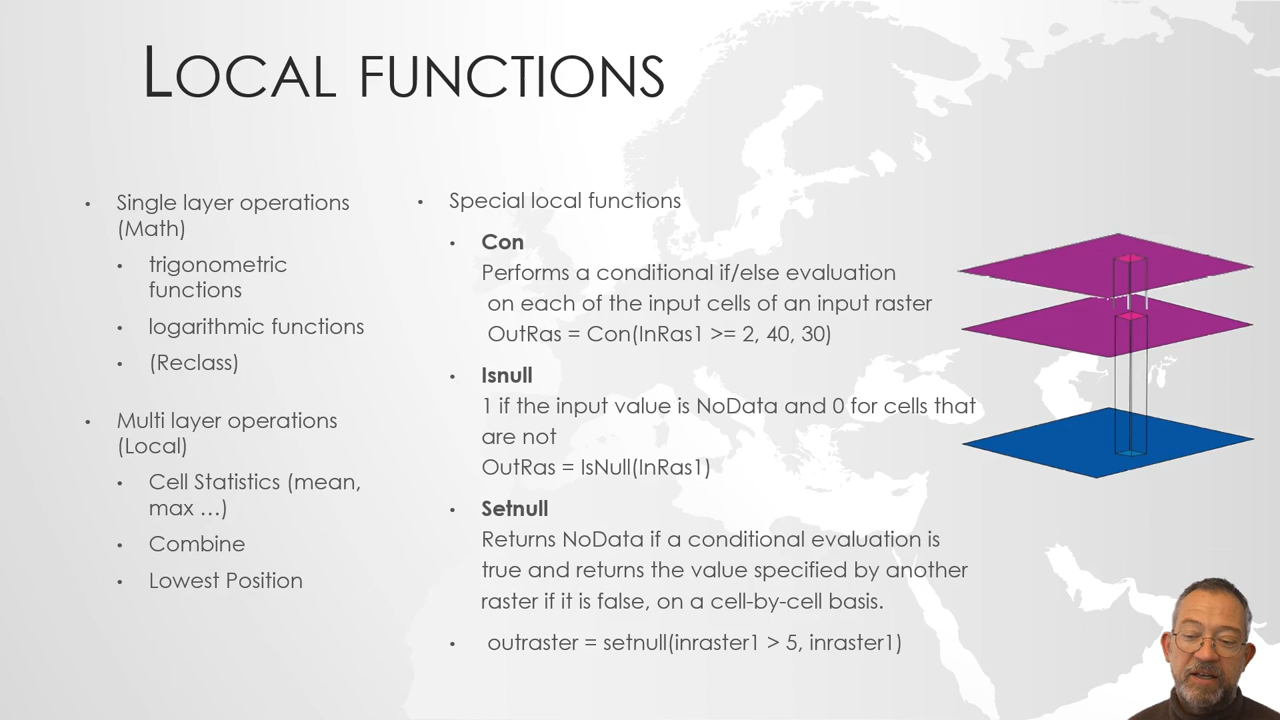 LOCAL FUNCTIONS
• Single layer operations
(Math)
• trigonometric
functions
• logarithmic functions
• (Reclass)
• Multi layer operations
(Local)
• Cell Statistics (mean,
max …)
• Combine
• Lowest Position
• Special local functions
• Con
Performs a conditional if/else evaluation
on each of the input cells of an input raster
OutRas = Con(InRas1 >= 2, 40, 30)
• Isnull
1 if the input value is NoData and 0 for cells that
are not
OutRas = IsNull(InRas1)
• Setnull
Returns NoData if a conditional evaluation is
true and returns the value specified by another
raster if it is false, on a cell-by-cell basis.
• outraster = setnull(inraster1 > 5, inraster1)